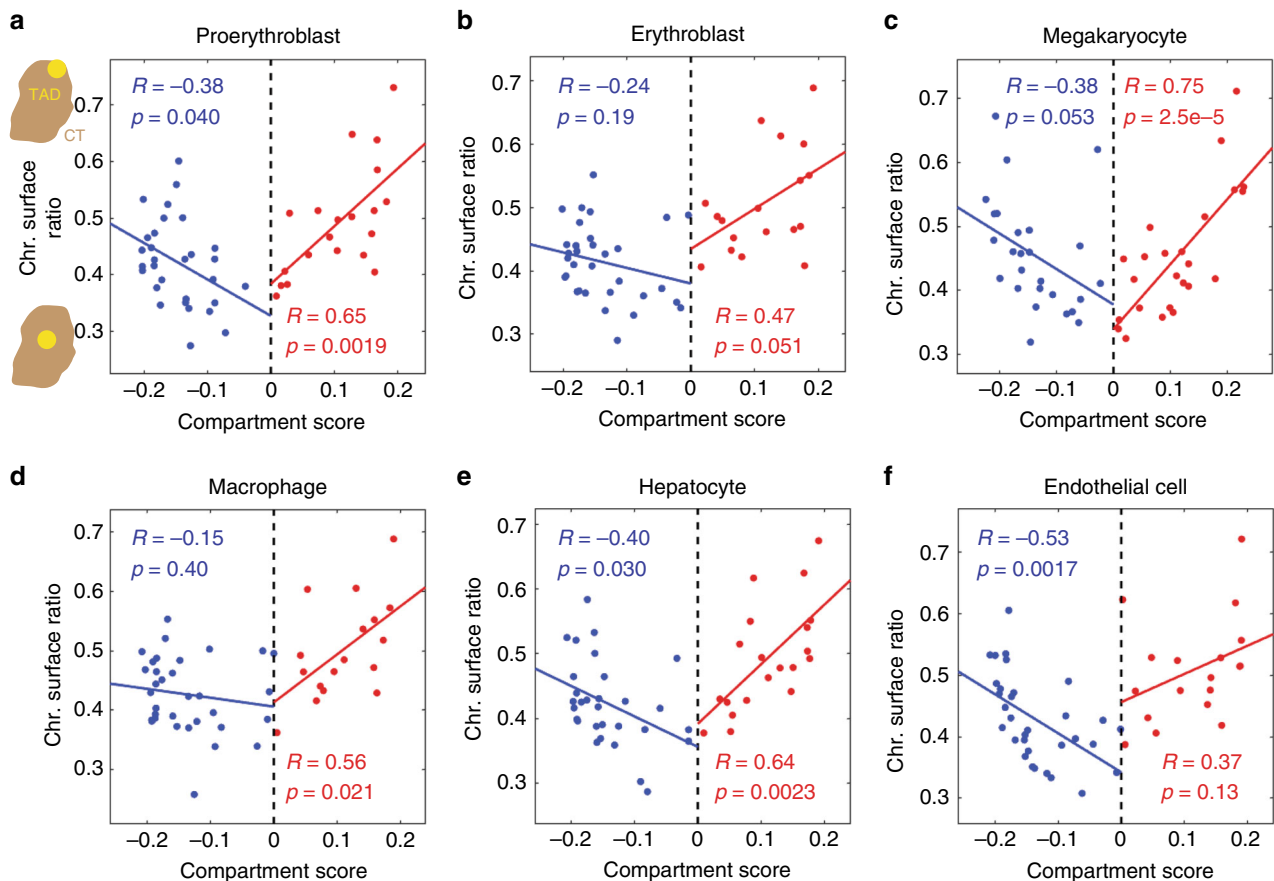 a
Proerythroblast
TAD
CT
Chr. surface
ratio
0.7
0.6
0.5
0.4
0.3
R = −0.38
p = 0.040
R = 0.65
p = 0.0019
−0.2
−0.1
0
0.1
0.2
Compartment score
b
Erythroblast
Chr. surface ratio
0.7
0.6
0.5
0.4
0.3
R = −0.24
p = 0.19
R = 0.47
p = 0.051
−0.2
−0.1
0
0.1
0.2
Compartment score
c
Megakaryocyte
Chr. surface ratio
0.7
0.6
0.5
0.4
0.3
R = −0.38
p = 0.053
R = 0.75
p = 2.5e−5
−0.2
−0.1
0
0.1
0.2
Compartment score
d
Macrophage
Chr. surface ratio
0.7
0.6
0.5
0.4
0.3
R = −0.15
p = 0.40
R = 0.56
p = 0.021
−0.2
−0.1
0
0.1
0.2
Compartment score
e
Hepatocyte
Chr. surface ratio
0.7
0.6
0.5
0.4
0.3
R = −0.40
p = 0.030
R = 0.64
p = 0.0023
−0.2
−0.1
0
0.1
0.2
Compartment score
f
Endothelial cell
Chr. surface ratio
0.7
0.6
0.5
0.4
0.3
R = −0.53
p = 0.0017
R = 0.37
p = 0.13
−0.2
−0.1
0
0.1
0.2
Compartment score